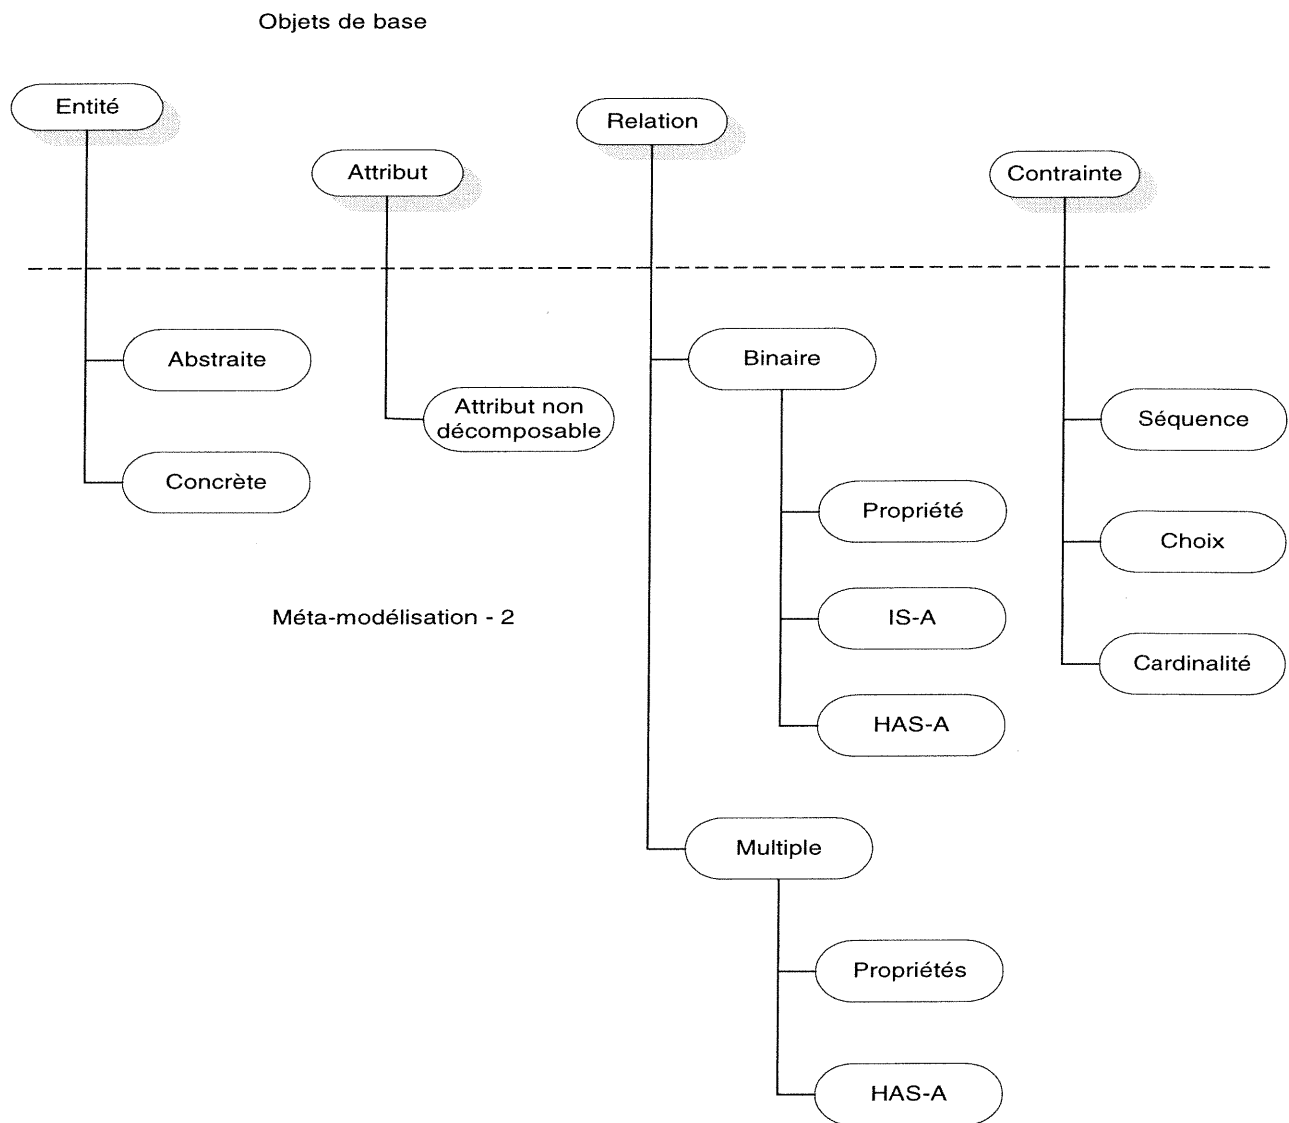 Objets de base
Entité
Relation
Attribut
Contrainte
Abstraite
Binaire
Attribut non
décomposable
Séquence
Concrète
Propriété
Choix
Méta-modélisation - 2
IS-A
Cardinalité
HAS-A
Multiple
Propriétés
HAS-A